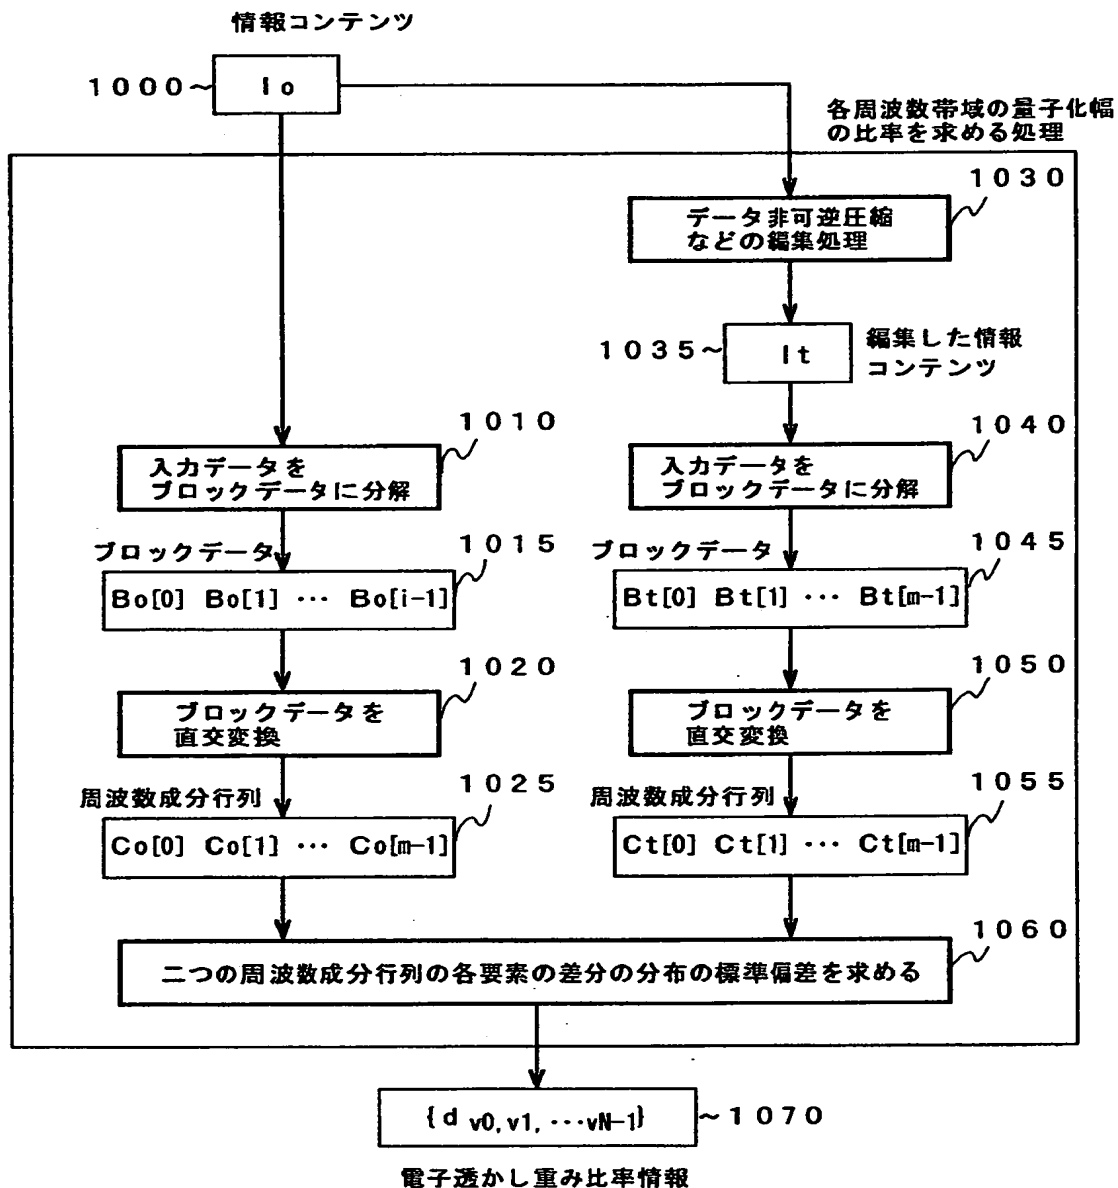 情報コンテンツ
1000～ Io
各周波数帯域の量子化幅
の比率を求める処理
1030
データ非可逆圧縮
などの編集処理
1035～ It
編集した情報
コンテンツ
1010
入力データを
ブロックデータに分解
1040
入力データを
ブロックデータに分解
ブロックデータ 1015
Bo[0] Bo[1] ･･･ Bo[i-1]
ブロックデータ 1045
Bt[0] Bt[1] ･･･ Bt[m-1]
1020
ブロックデータを
直交変換
1050
ブロックデータを
直交変換
周波数成分行列 1025
Co[0] Co[1] ･･･ Co[m-1]
周波数成分行列 1055
Ct[0] Ct[1] ･･･ Ct[m-1]
1060
二つの周波数成分行列の各要素の差分の分布の標準偏差を求める
{d v0,v1,･･･vN-1} ～1070
電子透かし重み比率情報